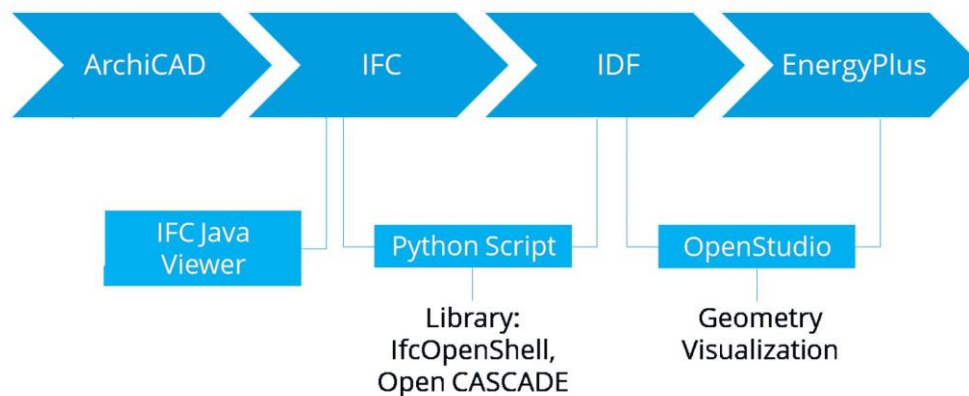 ArchiCAD
IFC
IDF
EnergyPlus
IFC Java
Viewer
Python Script
OpenStudio
Library:
IfcOpenShell,
Open CASCADE
Geometry
Visualization